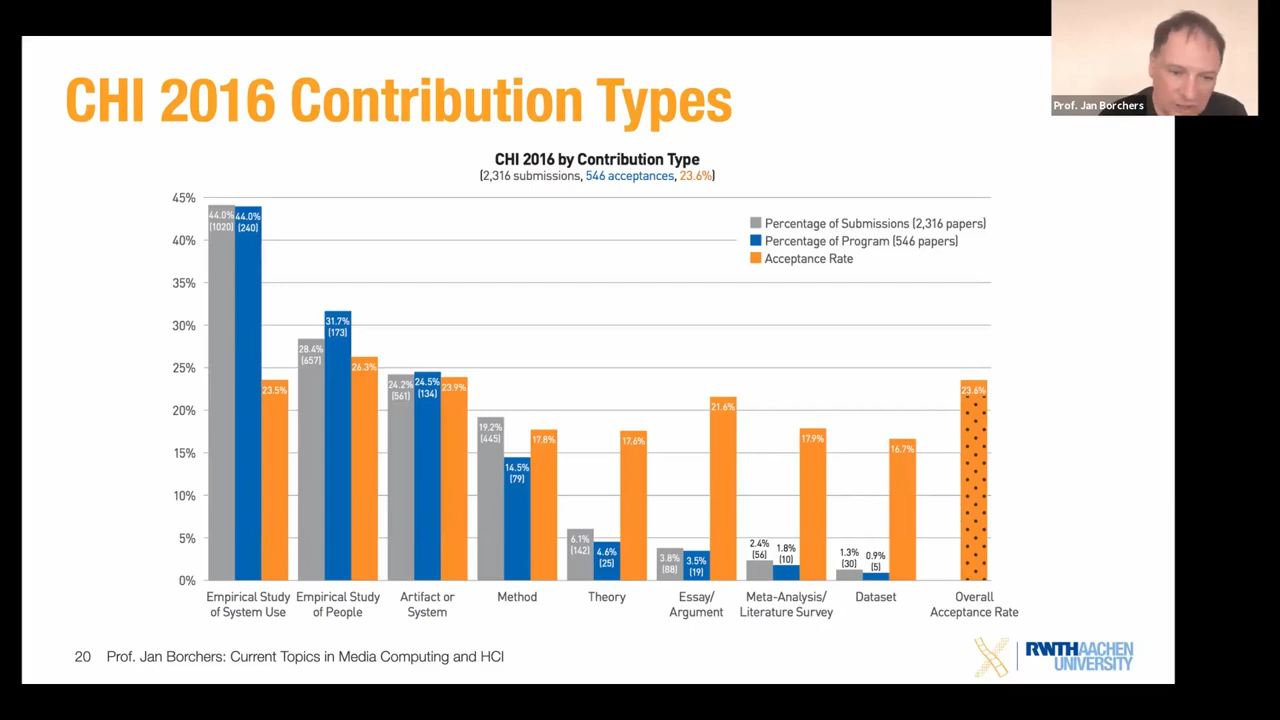 CHI 2016 Contribution Types
Prof. Jan Borchers
CHI 2016 by Contribution Type
(2,316 submissions, 546 acceptances, 23.6%)
Percentage of Submissions (2,316 papers)
Percentage of Program (546 papers)
Acceptance Rate
45%
40%
35%
30%
25%
20%
15%
10%
5%
0%
44.0%
(1020)
44.0%
(240)
23.5%
28.4%
(657)
31.7%
(173)
26.3%
24.2%
(561)
24.5%
(134)
23.9%
19.2%
(445)
14.5%
(79)
17.8%
6.1%
(142)
4.6%
(25)
17.6%
3.8%
(88)
3.5%
(19)
21.6%
2.4%
(56)
1.8%
(10)
17.9%
1.3%
(30)
0.9%
(5)
16.7%
23.6%
Empirical Study
of System Use
Empirical Study
of People
Artifact or
System
Method
Theory
Essay/
Argument
Meta-Analysis/
Literature Survey
Dataset
Overall
Acceptance Rate
20 Prof. Jan Borchers: Current Topics in Media Computing and HCI
RWTHAACHEN
UNIVERSITY